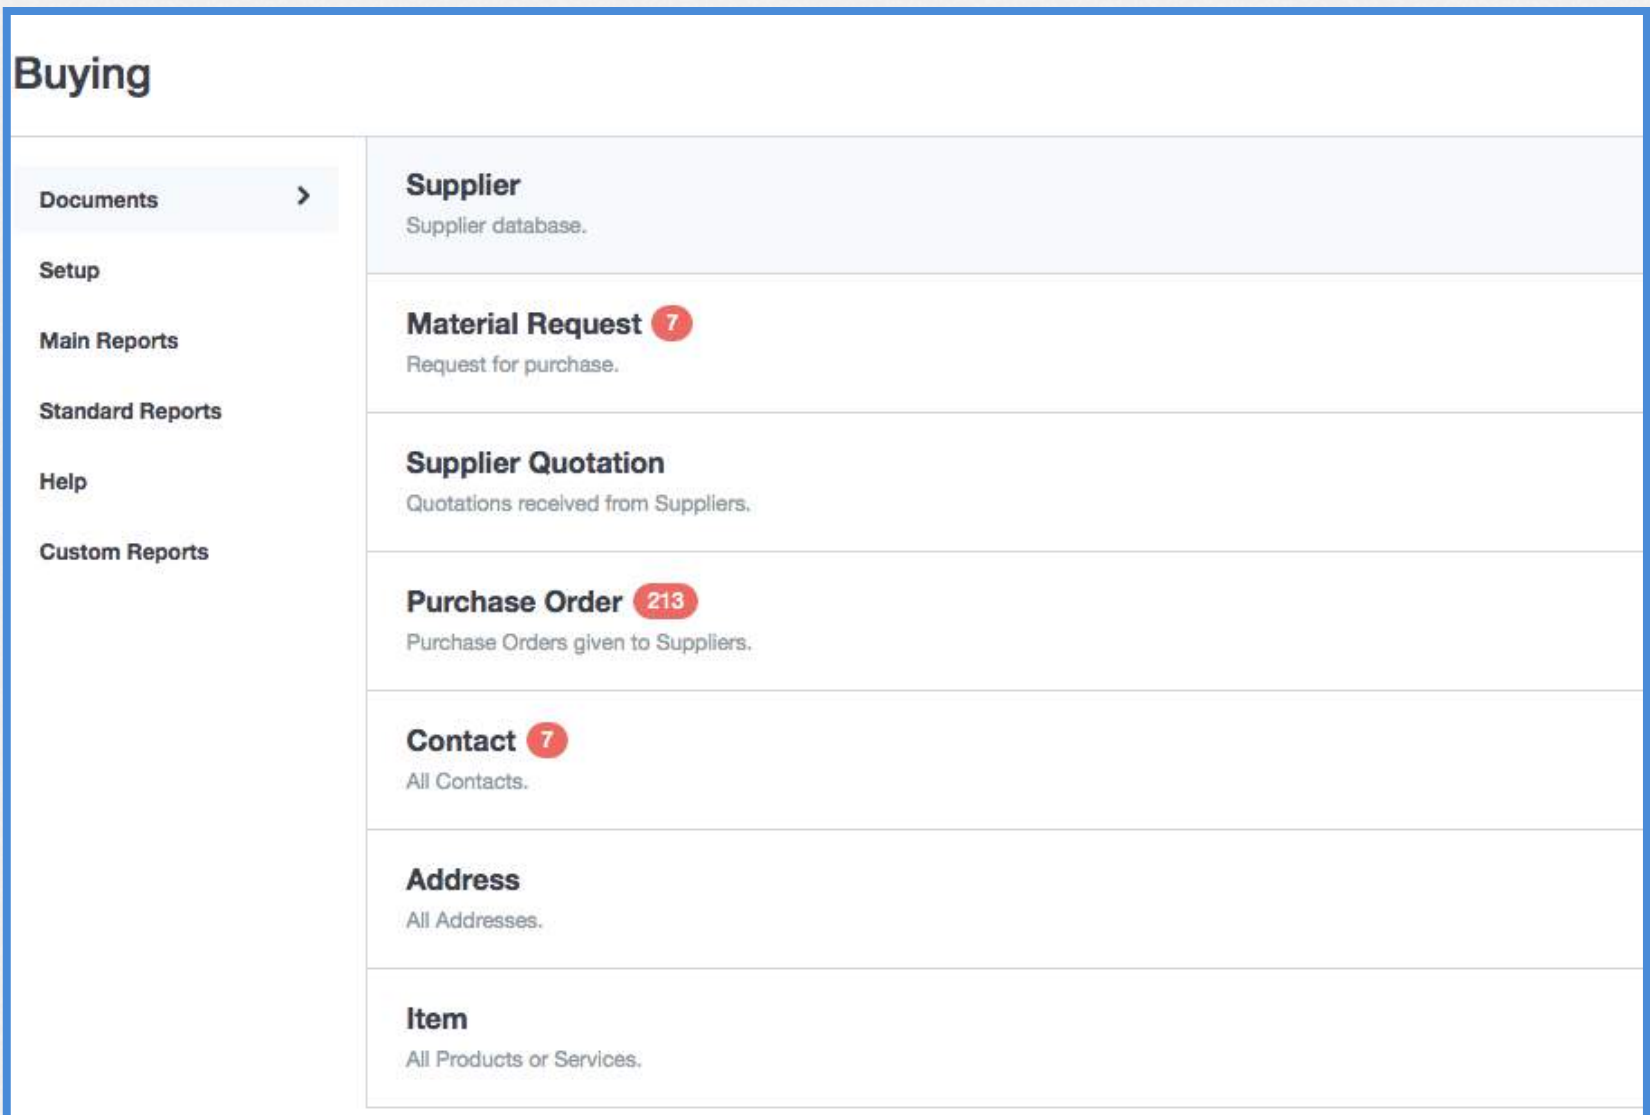 Buying
Documents
Setup
Main Reports
Standard Reports
Help
Custom Reports
Supplier
Supplier database.
Material Request 7
Request for purchase.
Supplier Quotation
Quotations received from Suppliers.
Purchase Order 213
Purchase Orders given to Suppliers.
Contact 7
All Contacts.
Address
All Addresses.
Item
All Products or Services.